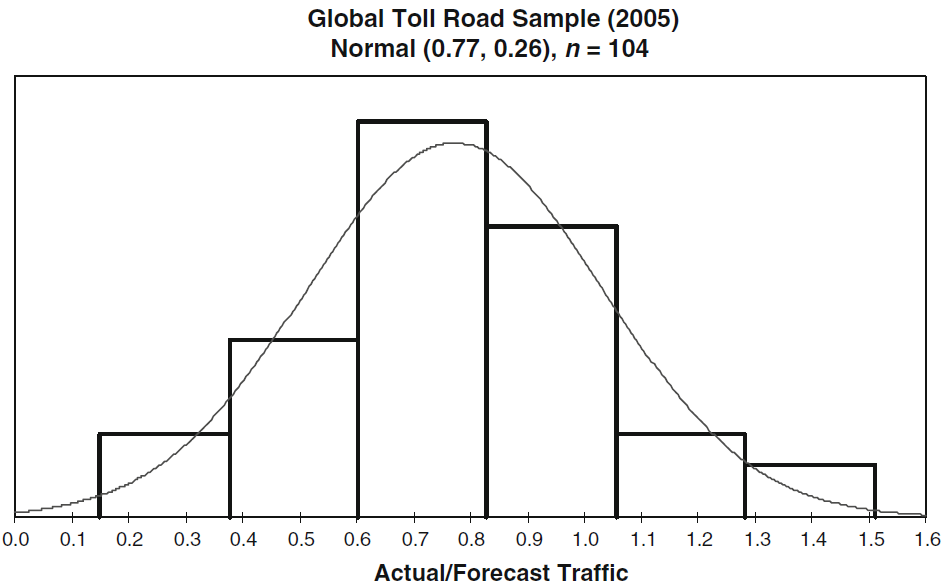 Global Toll Road Sample (2005)
Normal (0.77, 0.26), n = 104
0.0 0.1 0.2 0.3 0.4 0.5 0.6 0.7 0.8 0.9 1.0 1.1 1.2 1.3 1.4 1.5 1.6
Actual/Forecast Traffic